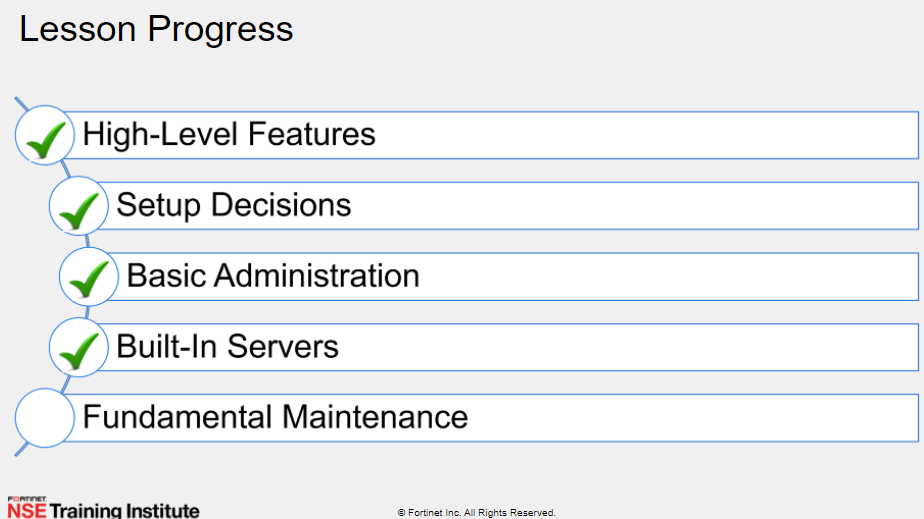 Lesson Progress
High-Level Features
Setup Decisions
Basic Administration
Built-In Servers
Fundamental Maintenance
FORTINET
NSE Training Institute
© Fortinet Inc. All Rights Reserved.